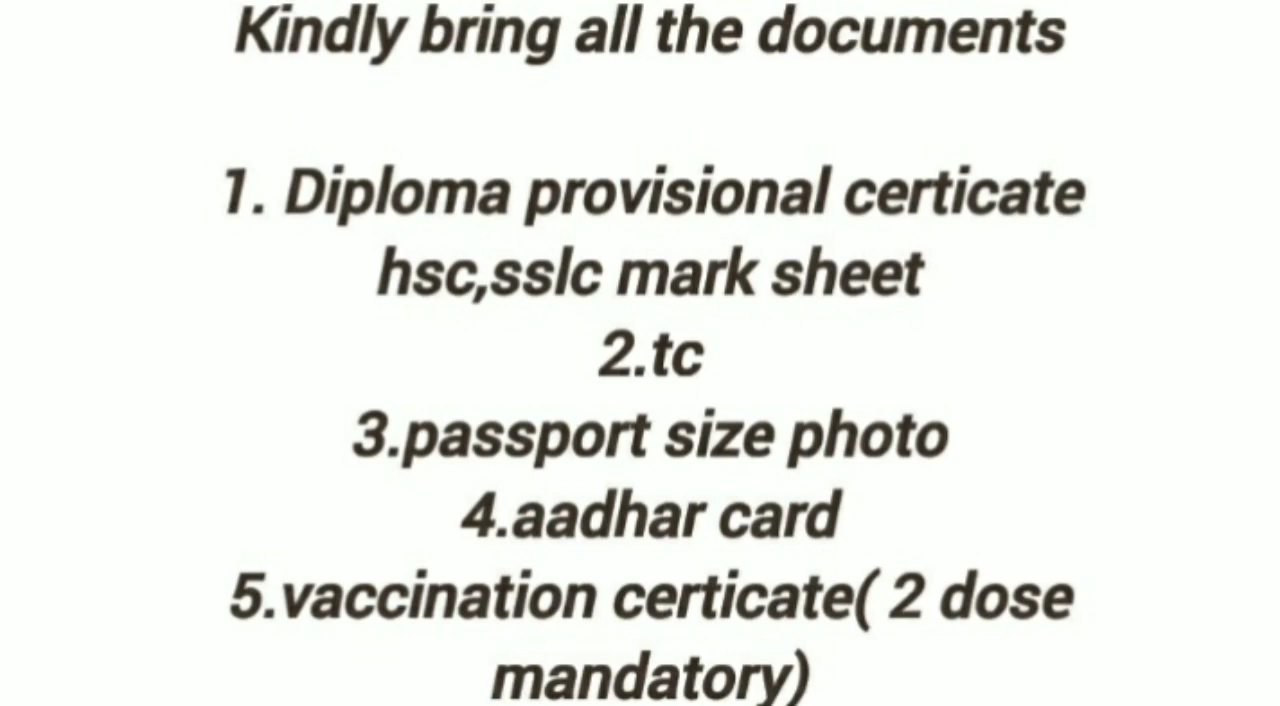 Kindly bring all the documents
1. Diploma provisional certicate
hsc,sslc mark sheet
2.tc
3.passport size photo
4.aadhar card
5.vaccination certicate( 2 dose
mandatory)